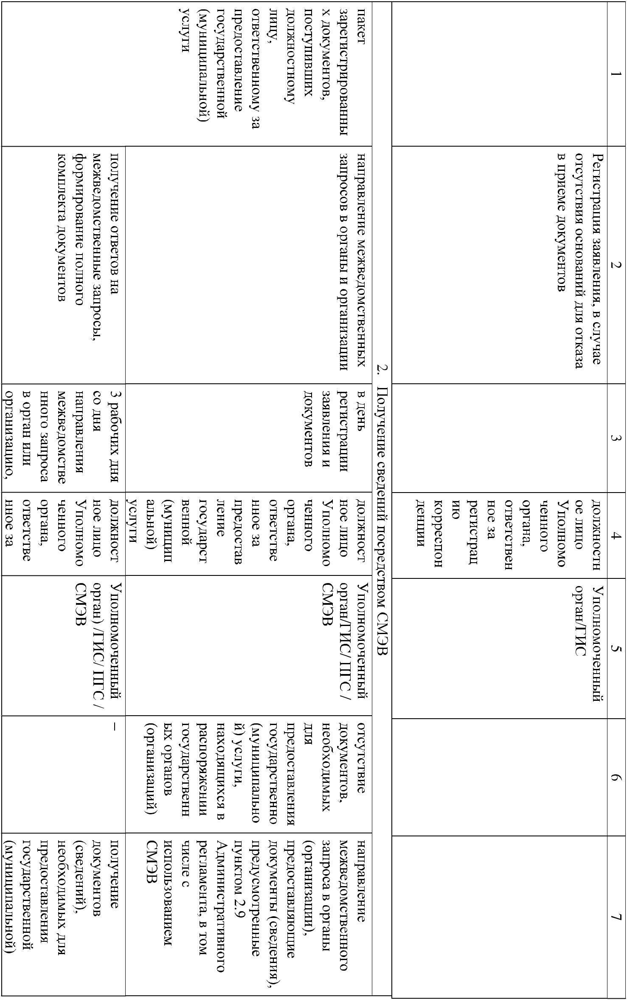 1
2
3
4
5
6
7
Регистрация заявления, в случае
отсутствия оснований для отказа
в приеме документов
должностн
ое лицо
Уполномо
ченного
органа,
ответствен
ное за
регистрац
ию
корреспон
денции
Уполномоченный
орган/ГИС
2. Получение сведений посредством СМЭВ
пакет
зарегистрированны
х документов,
поступивших
должностному
лицу,
ответственному за
предоставление
государственной
(муниципальной)
услуги
направление межведомственных
запросов в органы и организации
в день
регистрации
заявления и
документов
должност
ное лицо
Уполномо
ченного
органа,
ответстве
нное за
предостав
ление
государст
венной
(муницип
альной)
услуги
Уполномоченный
орган/ГИС/ ПГС /
СМЭВ
отсутствие
документов,
необходимых
для
предоставления
государственно
(муниципально
й) услуги,
находящихся в
распоряжении
государственн
ых органов
(организаций)
направление
межведомственного
запроса в органы
(организации),
предоставляющие
документы (сведения),
предусмотренные
пунктом 2.9
Административного
регламента, в том
числе с
использованием
СМЭВ
получение ответов на
межведомственные запросы,
формирование полного
комплекта документов
3 рабочих дня
со дня
направления
межведомстве
нного запроса
в орган или
организацию,
должност
ное лицо
Уполномо
ченного
органа,
ответстве
нное за
Уполномоченный
орган) /ГИС/ ПГС /
СМЭВ
–
получение
документов
(сведений),
необходимых для
предоставления
государственной
(муниципальной)